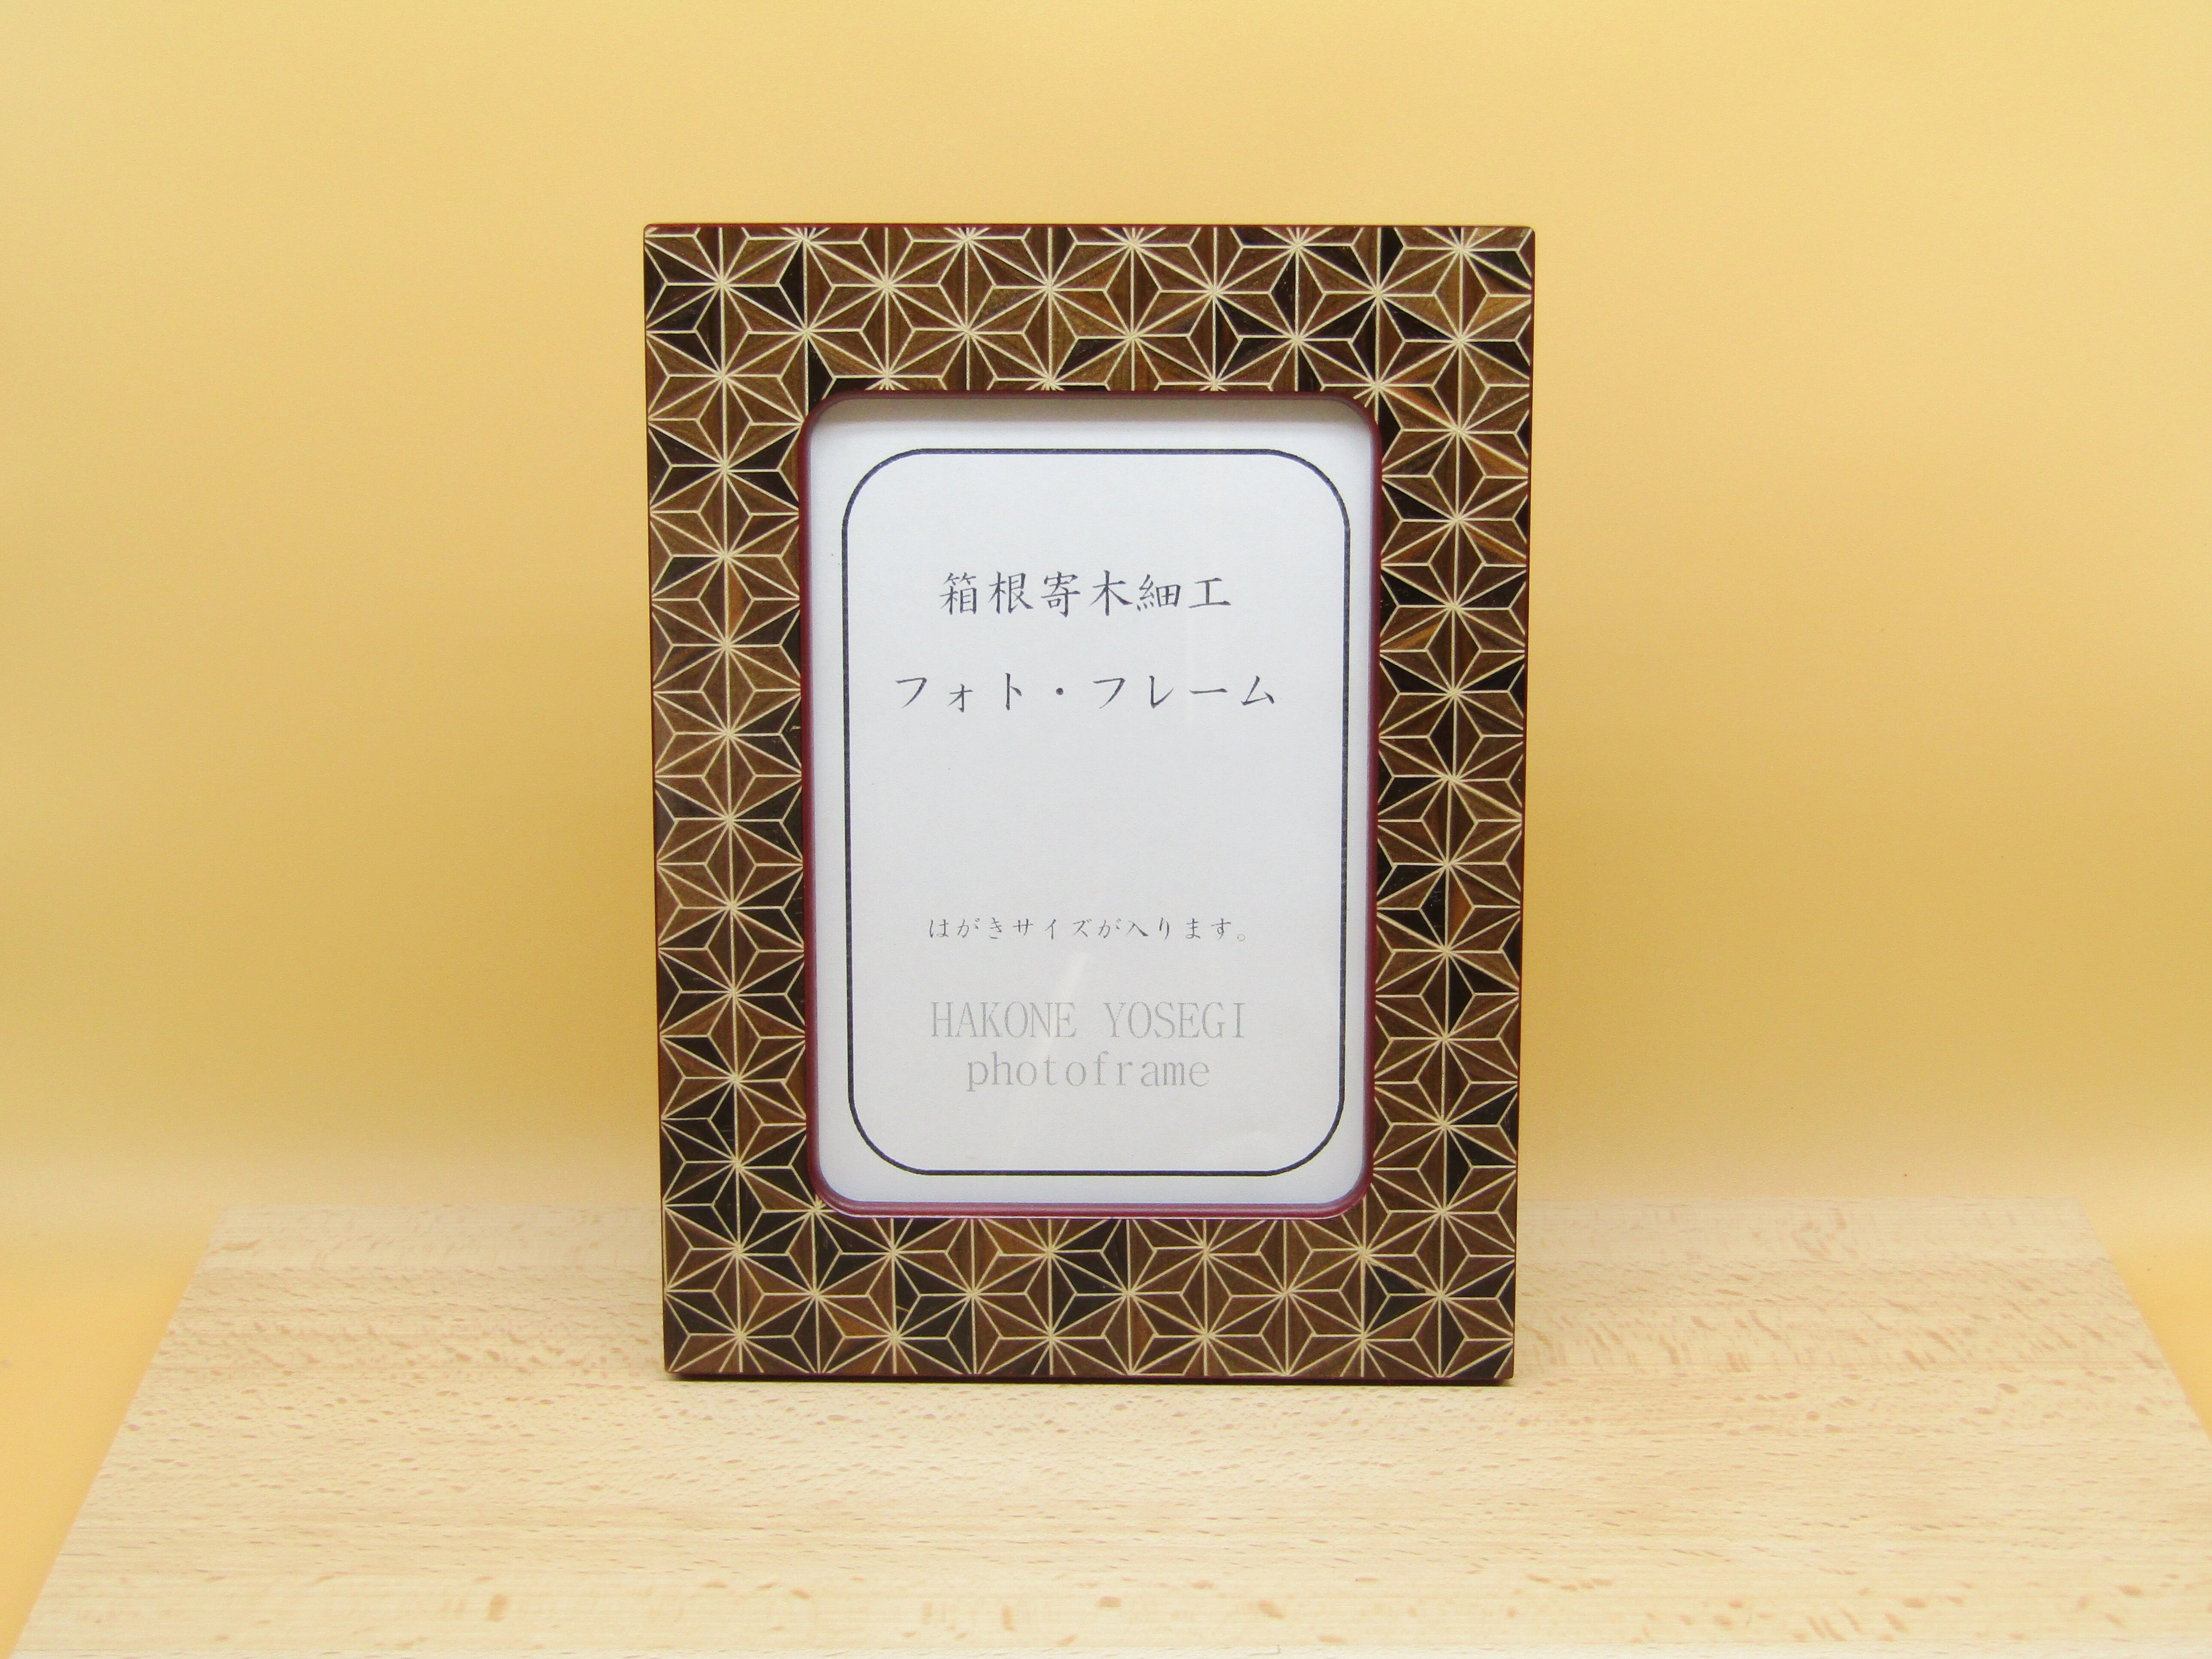 箱根寄木細工
フォト・フレーム
はがきサイズが入ります。
HAKONE YOSEGI
photoframe